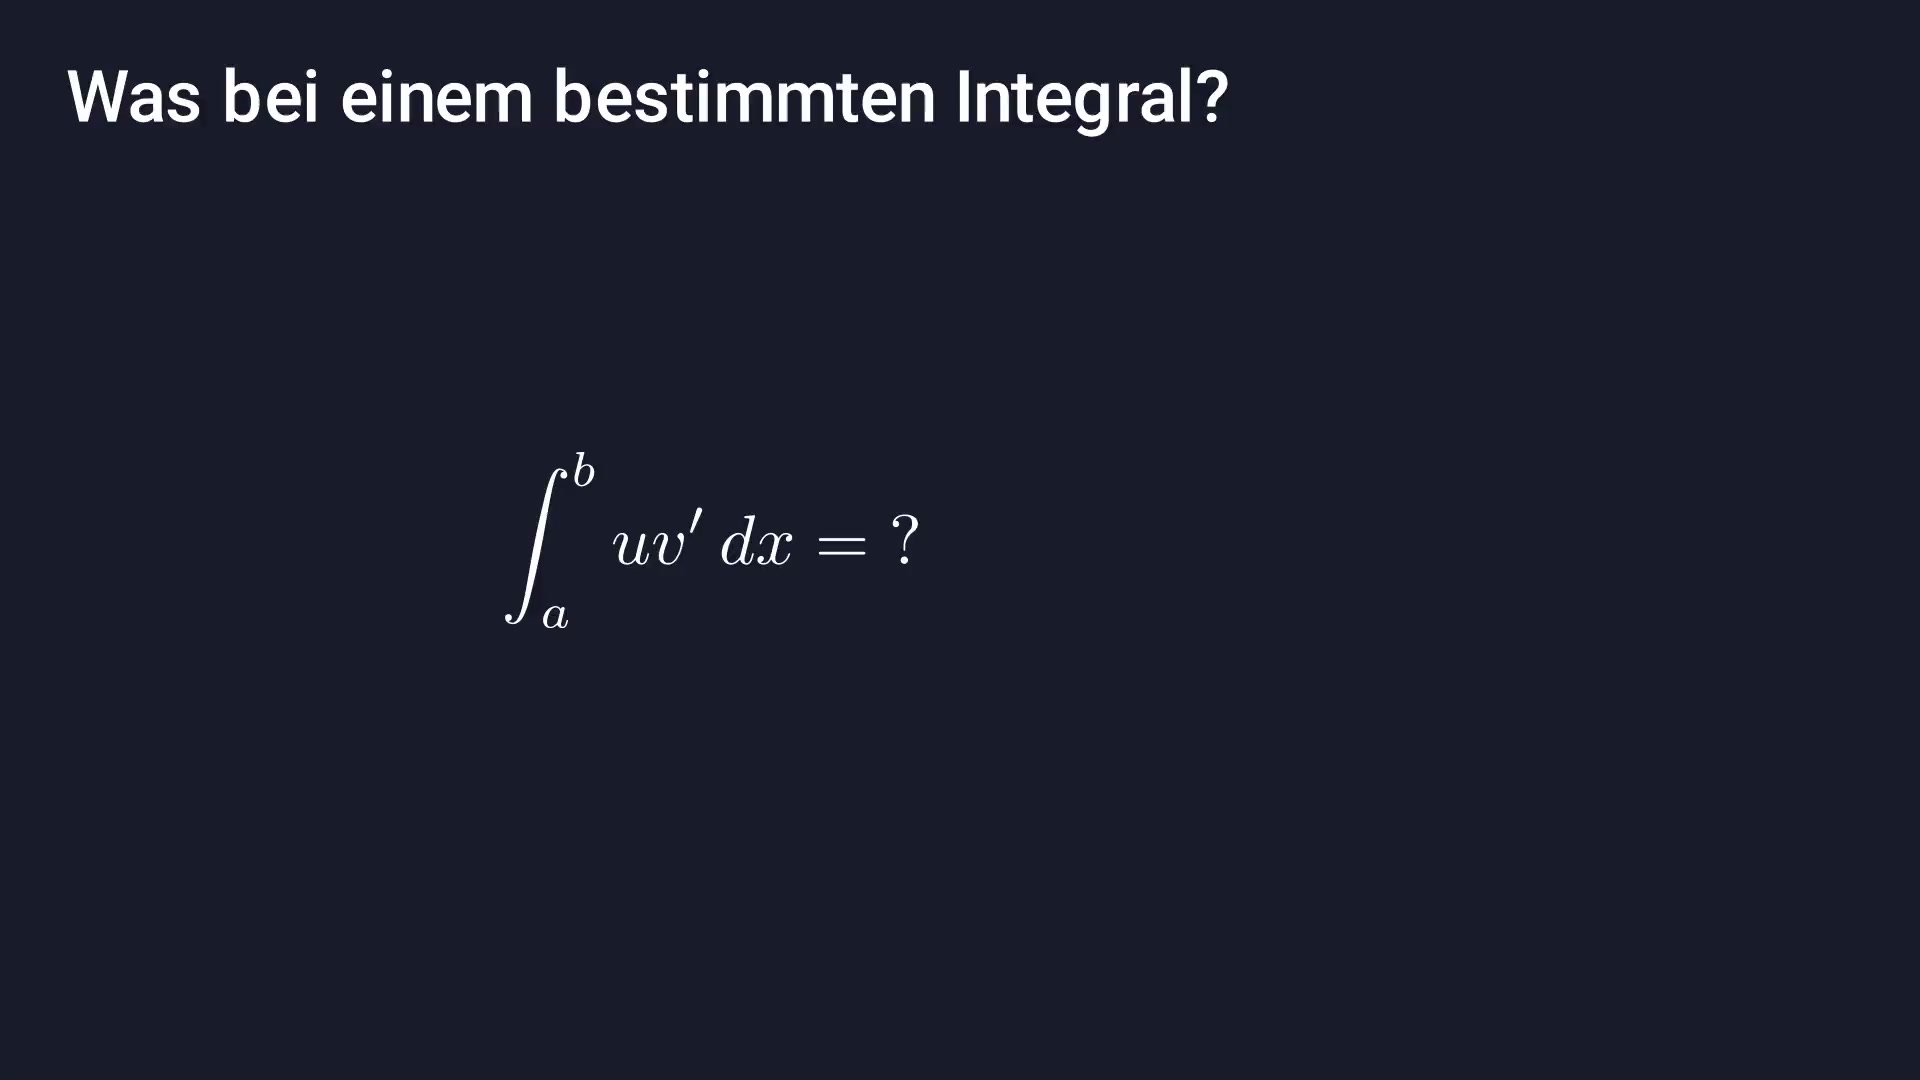 Was bei einem bestimmten Integral?
∫_a^b uv′ dx = ?